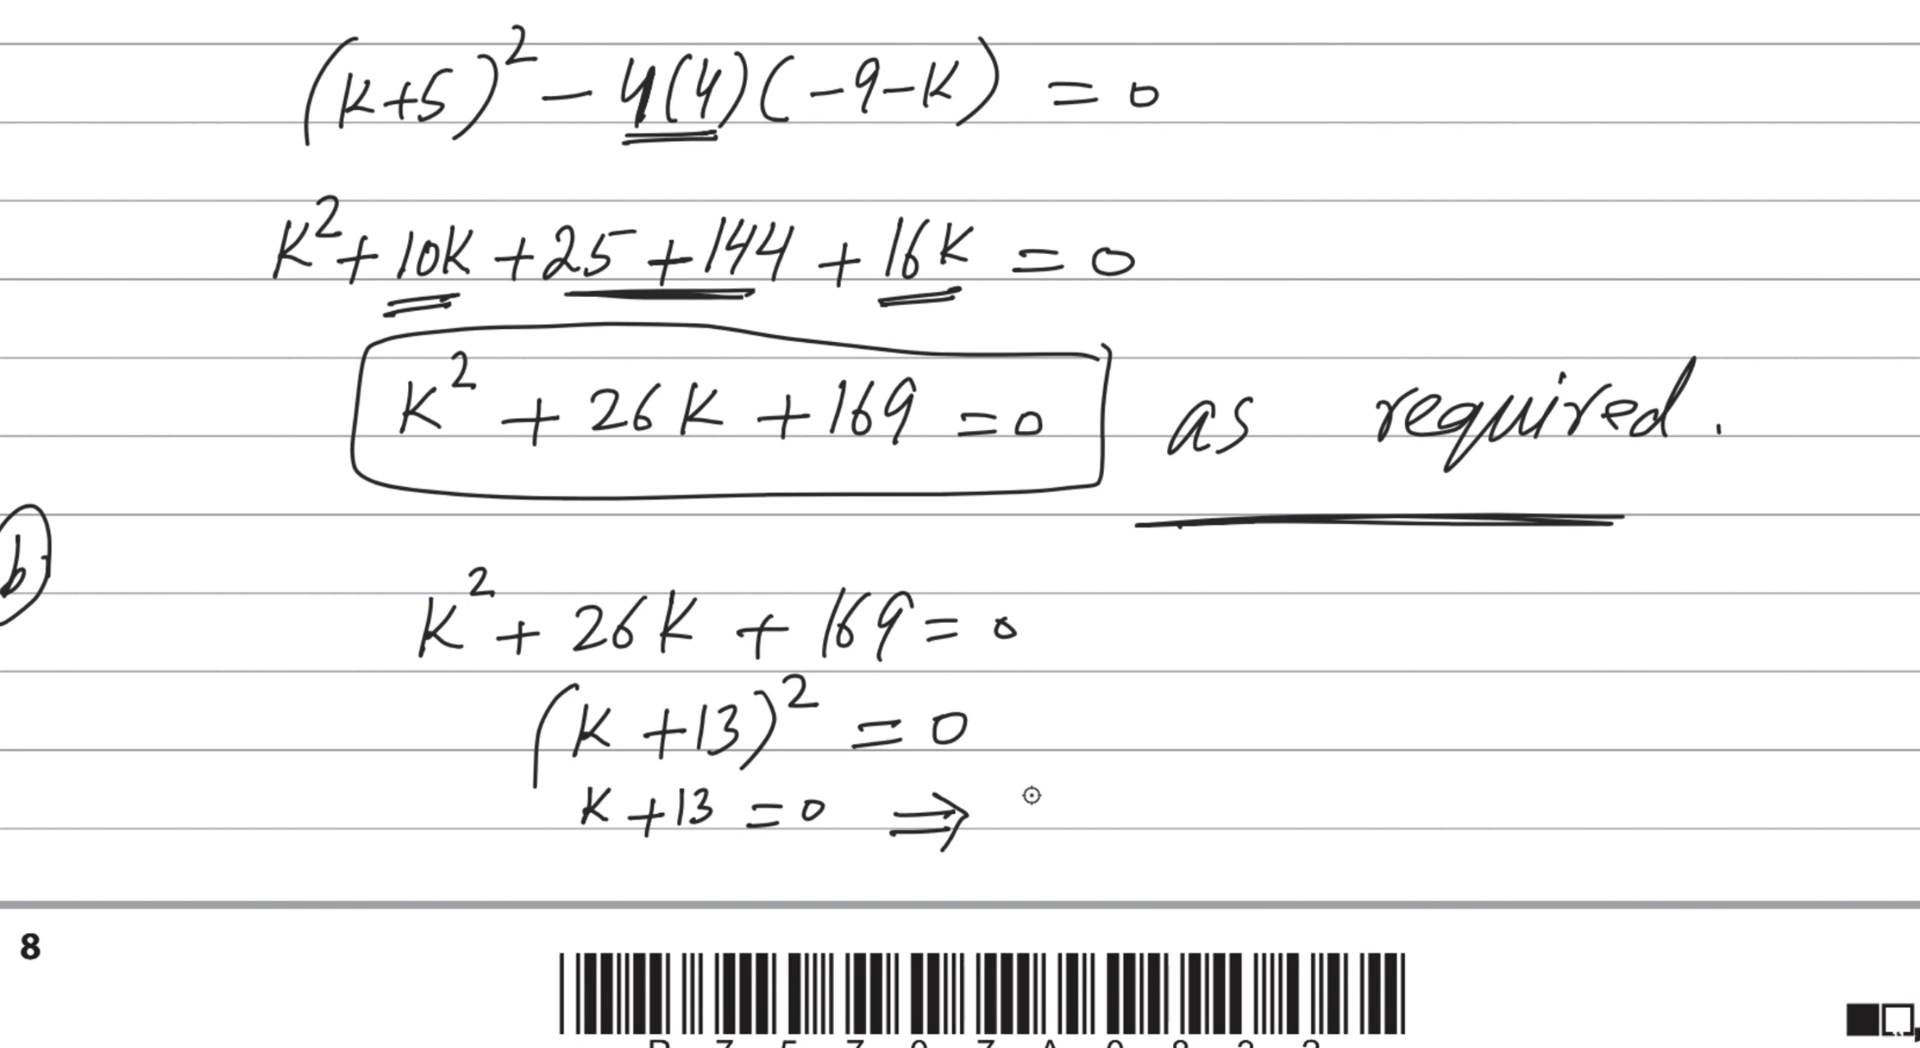 (k+5)² - 4(4)(-9-k) = 0
k² + 10k + 25 + 144 + 16k = 0
k² + 26k + 169 = 0 as required.
b)
k² + 26k + 169 = 0
(k + 13)² = 0
k + 13 = 0 ⇒
8